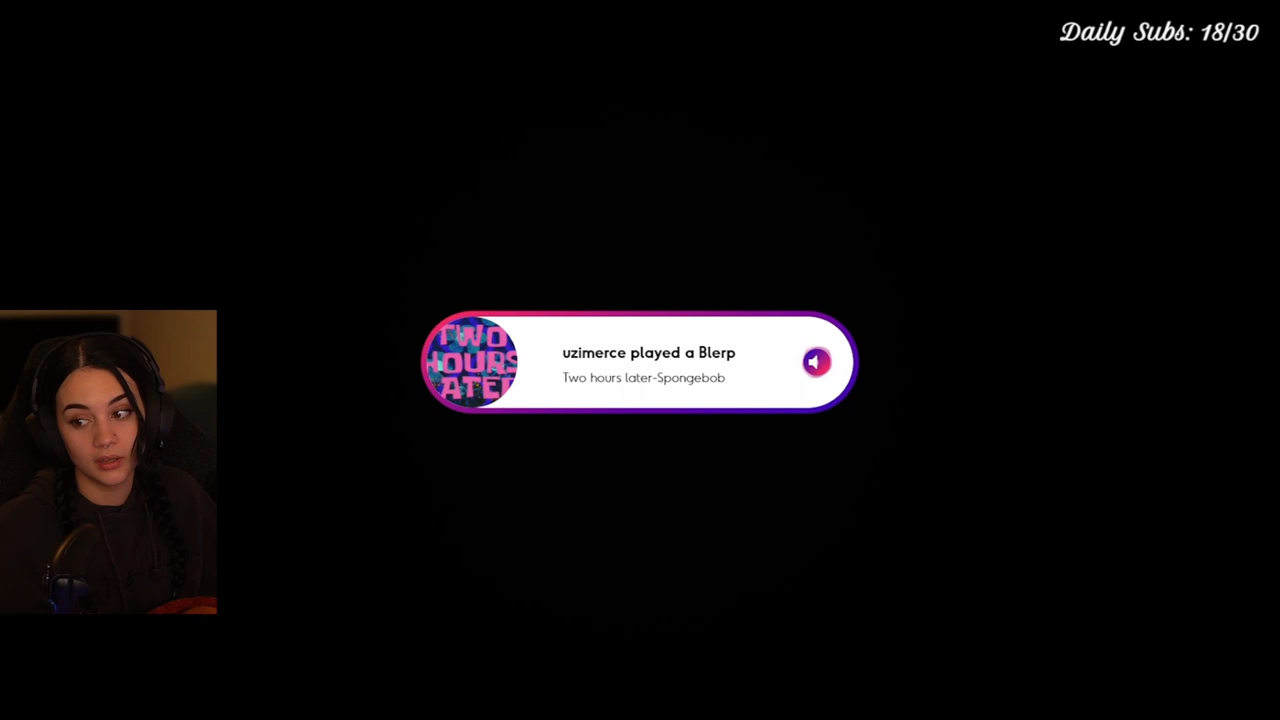 Daily Subs: 18/30
TWO
HOURS
LATER
uzimerce played a Blerp
Two hours later-Spongebob